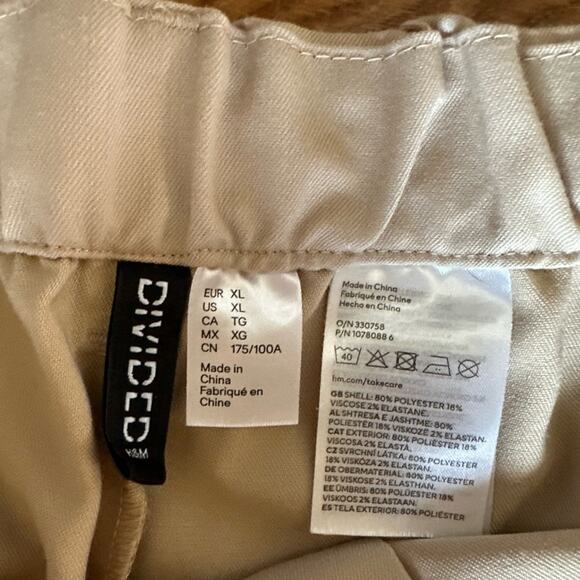 DIVIDED
H&M
EUR XL
US XL
CA TG
MX XG
CN 175/100A
Made in
China
Fabriqué en
Chine
Made in China
Fabriqué en Chine
Hecho en China
O/N 330758
P/N 1078088 6
40
hm.com/takecare
GB SHELL: 80% POLYESTER 18%
VISCOSE 2% ELASTANE.
AL SHTRESA E JASHTME: 80%
POLIESTËR 18% VISKOZË 2% ELASTAN.
CAT EXTERIOR: 80% POLIÈSTER 18%
VISCOSA 2% ELASTÀ.
CZ SVRCHNÍ LÁTKA: 80% POLYESTER
18% VISKÓZA 2% ELASTAN.
DE OBERMATERIAL: 80% POLYESTER
18% VISKOSE 2% ELASTHAN.
EE ÜMBRIS: 80% POLÜESTER 18%
VISKOOS 2% ELASTAAN.
ES TELA EXTERIOR: 80% POLIÉSTER